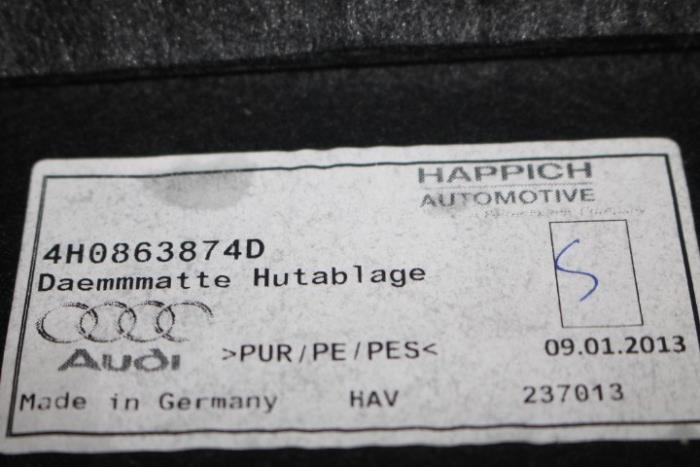 HAPPICH
AUTOMOTIVE
4H0863874D
Daemmmatte Hutablage
S
Audi
>PUR/PE/PES<
09.01.2013
Made in Germany HAV 237013